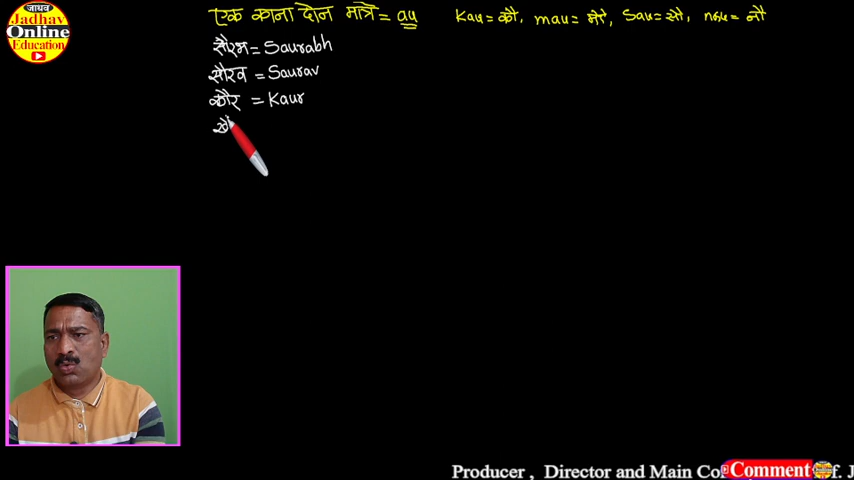 जाधव
Jadhav
Online
Education
एक काना दोन मात्रे = au Kau = कौ, mau = मौ, Sau = सौ, nau = नौ
सौरभ = Saurabh
सौरव = Saurav
कौर = Kaur
Producer , Director and Main Co Comment f. J